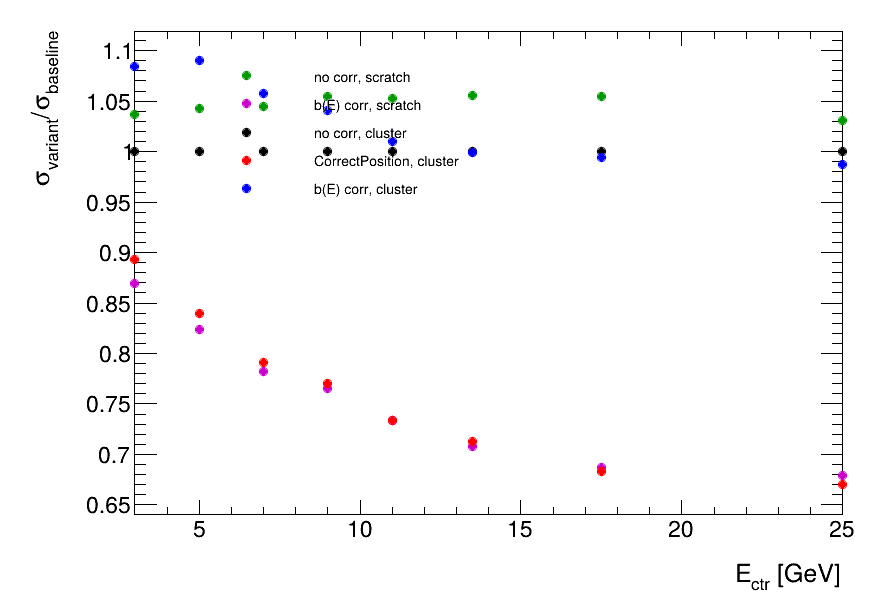 σvariant/σbaseline
1.1
1.05
1
0.95
0.9
0.85
0.8
0.75
0.7
0.65
no corr, scratch
b(E) corr, scratch
no corr, cluster
CorrectPosition, cluster
b(E) corr, cluster
5 10 15 20 25
Ectr [GeV]